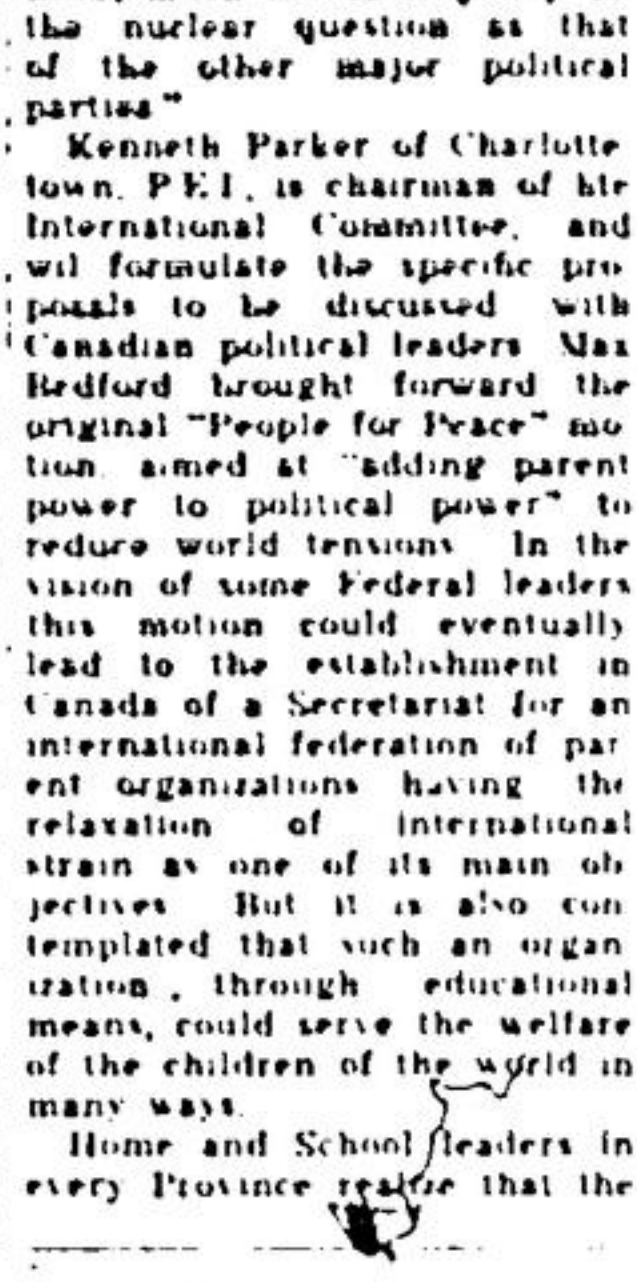 the nuclear question as that
of the other major political
parties"
Kenneth Parker of Charlotte
town, P.E.I., is chairman of hte
International Committee, and
wil formulate the specific pro
posals to be discussed with
Canadian political leaders Max
Redford brought forward the
original "People for Peace" mo
tion, aimed at "adding parent
power to political power" to
reduce world tensions In the
vision of some Federal leaders
this motion could eventually
lead to the establishment in
Canada of a Secretariat for an
international federation of par
ent organizations having the
relaxation of international
strain as one of its main ob
jectives But it is also con
templated that such an organ
ization, through educational
means, could serve the welfare
of the children of the world in
many ways.
Home and School leaders in
every Province realize that the